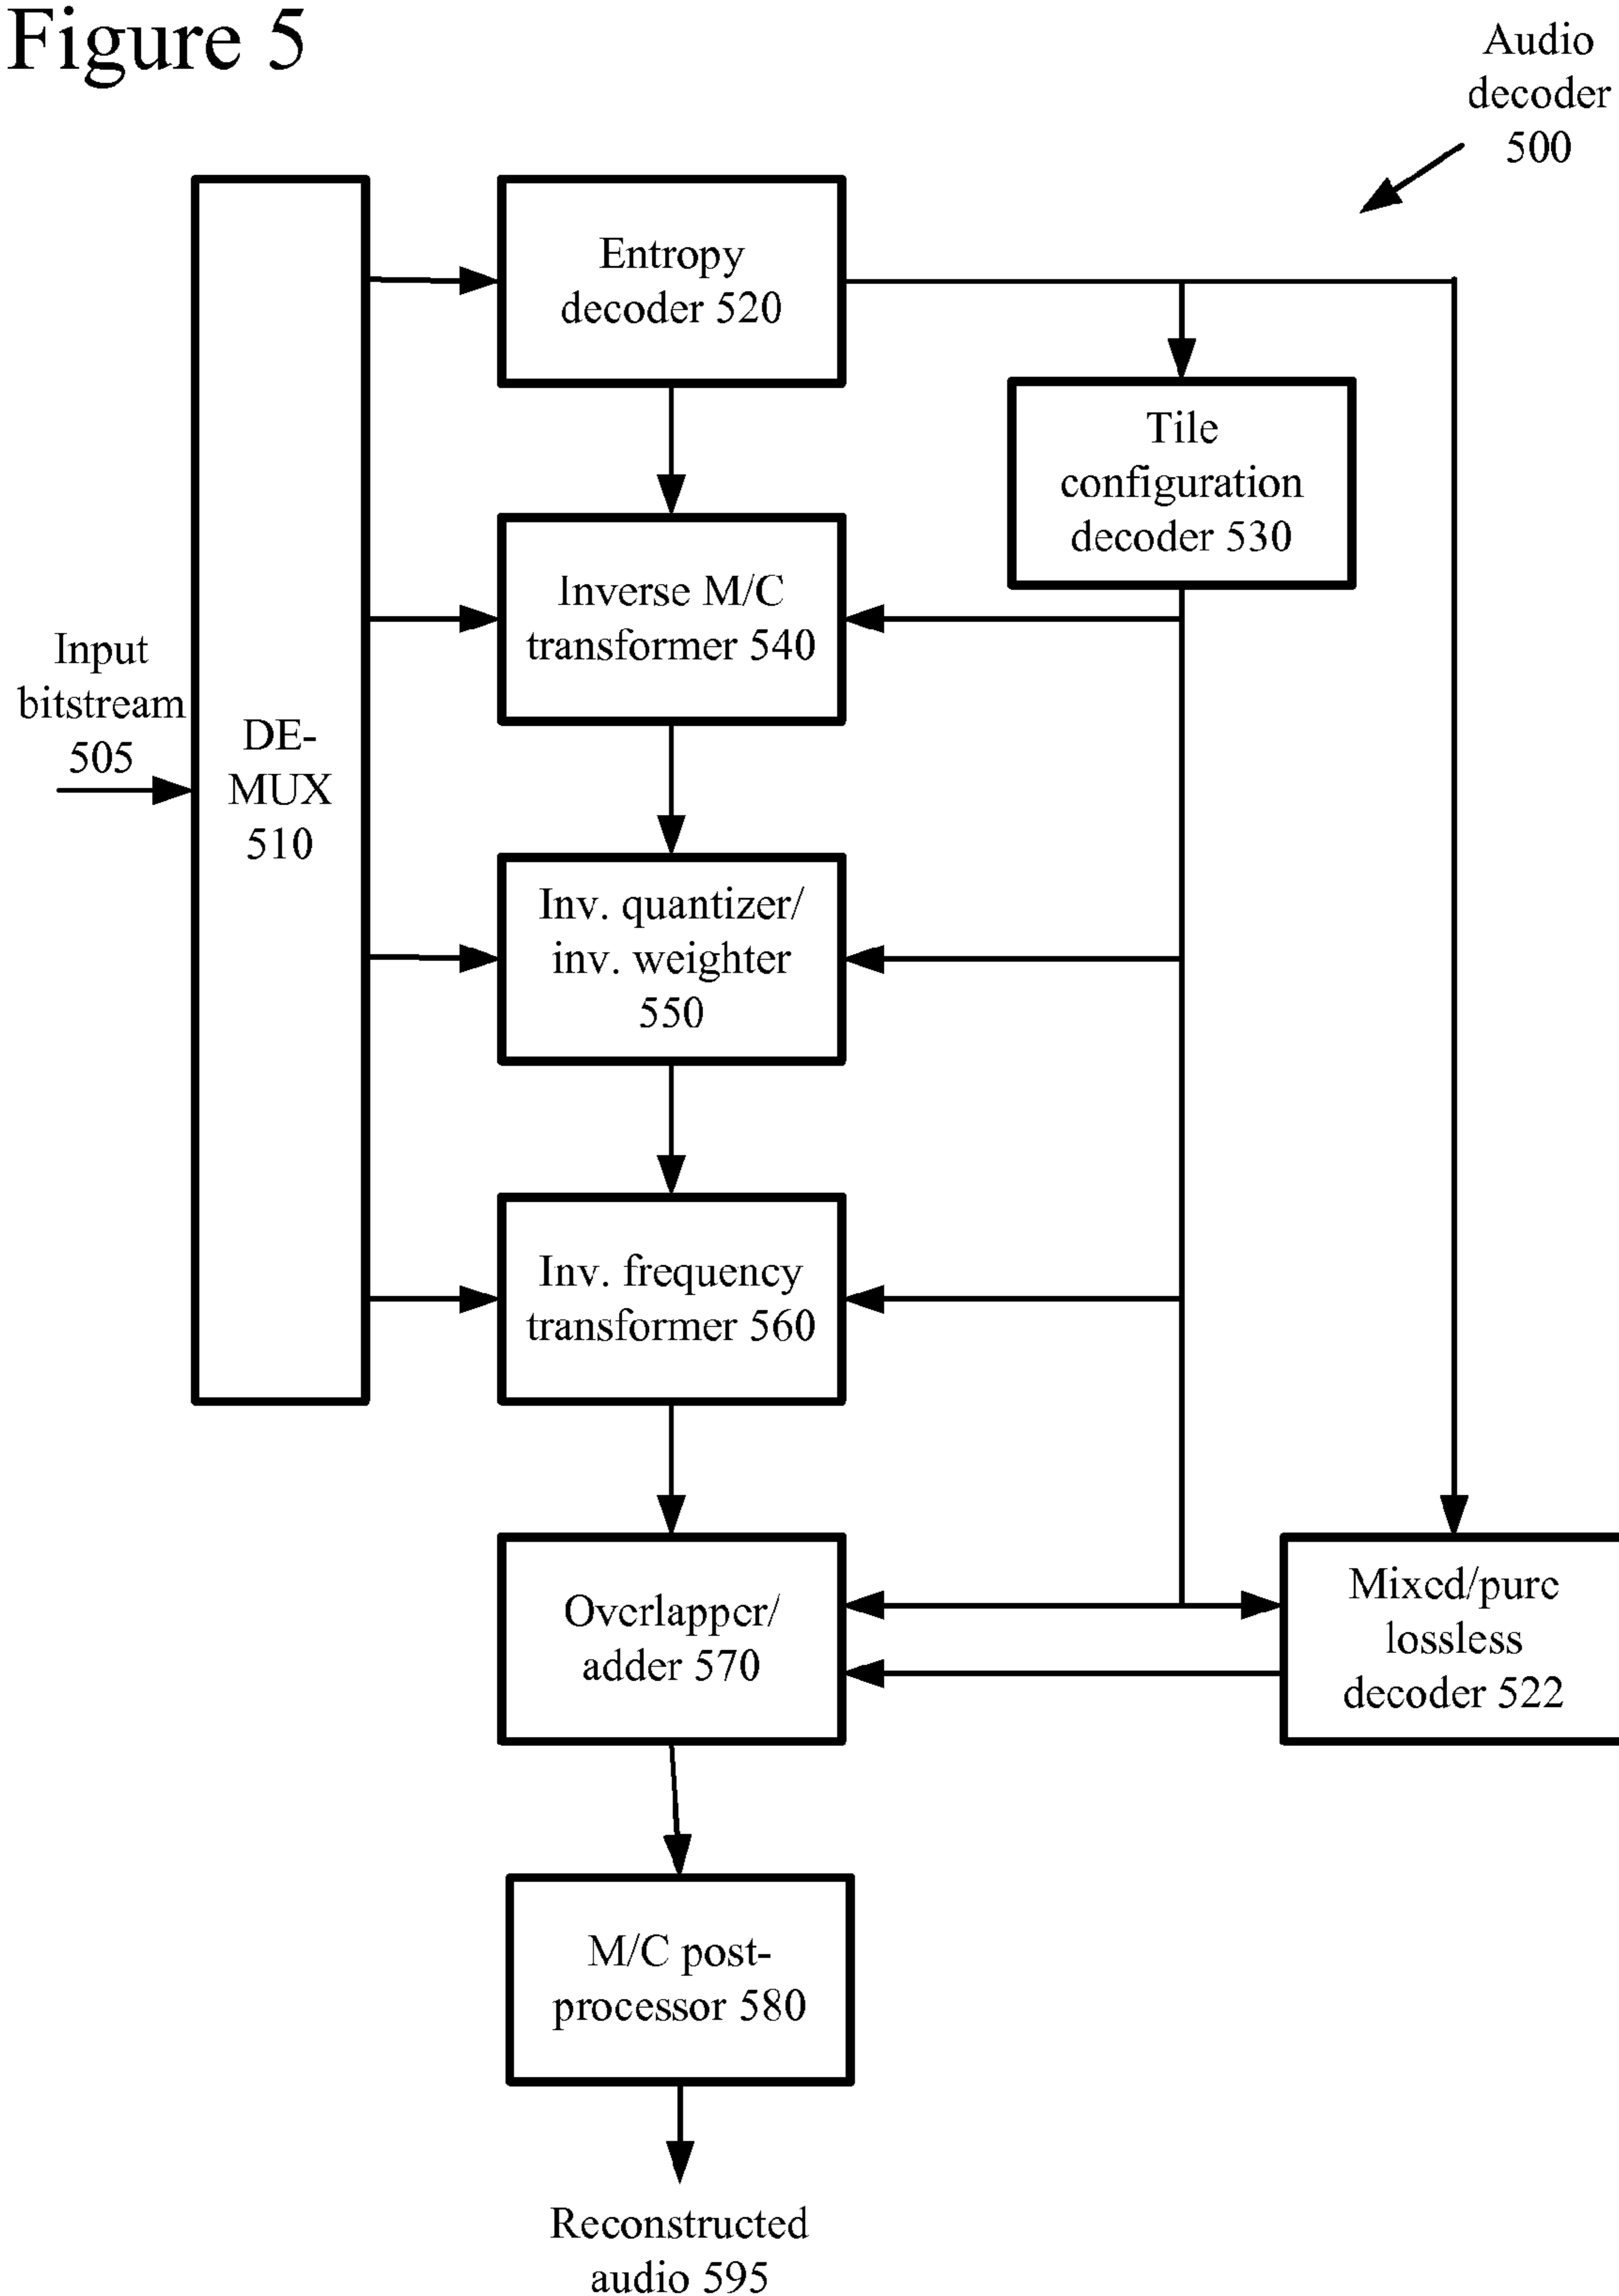 Figure 5
Audio
decoder
500
Entropy
decoder 520
Tile
configuration
decoder 530
Inverse M/C
transformer 540
Input
bitstream
505
DE-
MUX
510
Inv. quantizer/
inv. weighter
550
Inv. frequency
transformer 560
Overlapper/
adder 570
Mixed/pure
lossless
decoder 522
M/C post-
processor 580
Reconstructed
audio 595